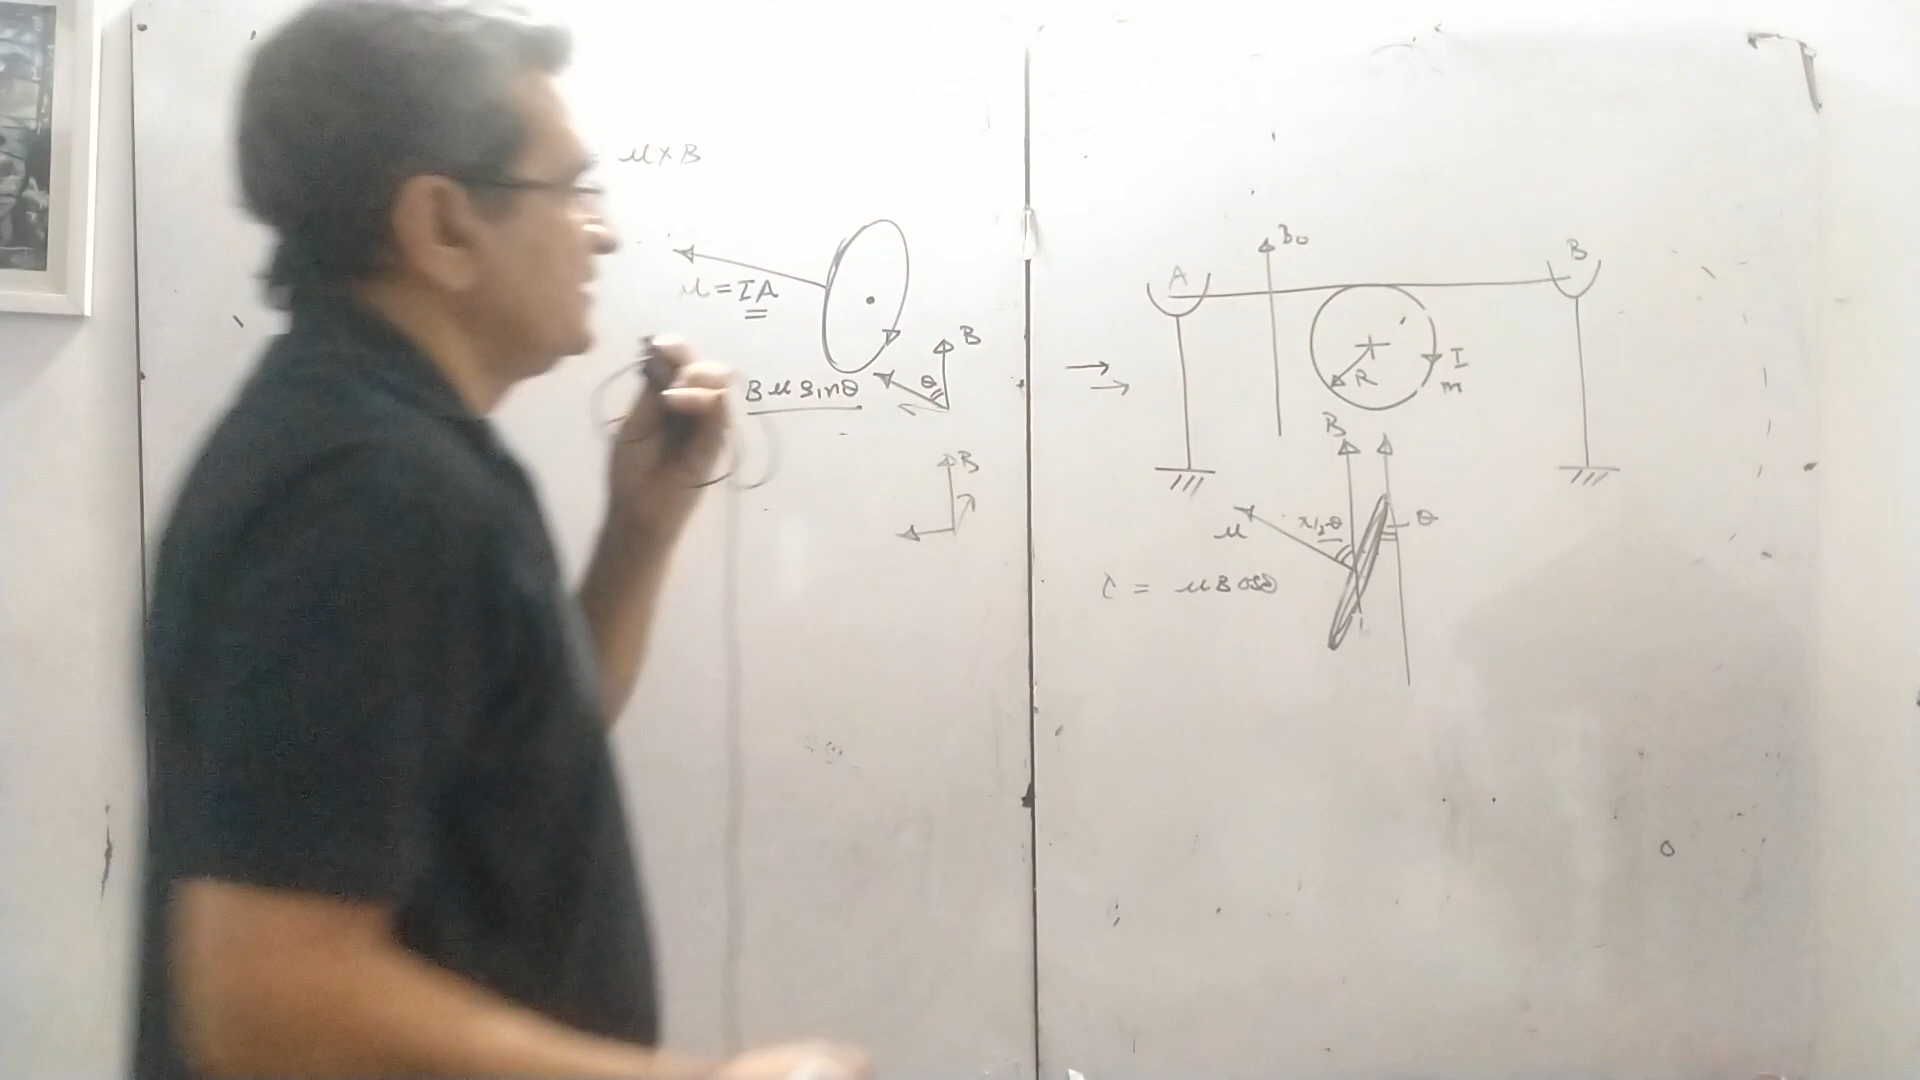 = μ × B
μ = IA
B
θ
Bμ sinθ
B
B₀
A
B
I
R
m
B
μ
π/2-θ
θ
τ = μB cosθ